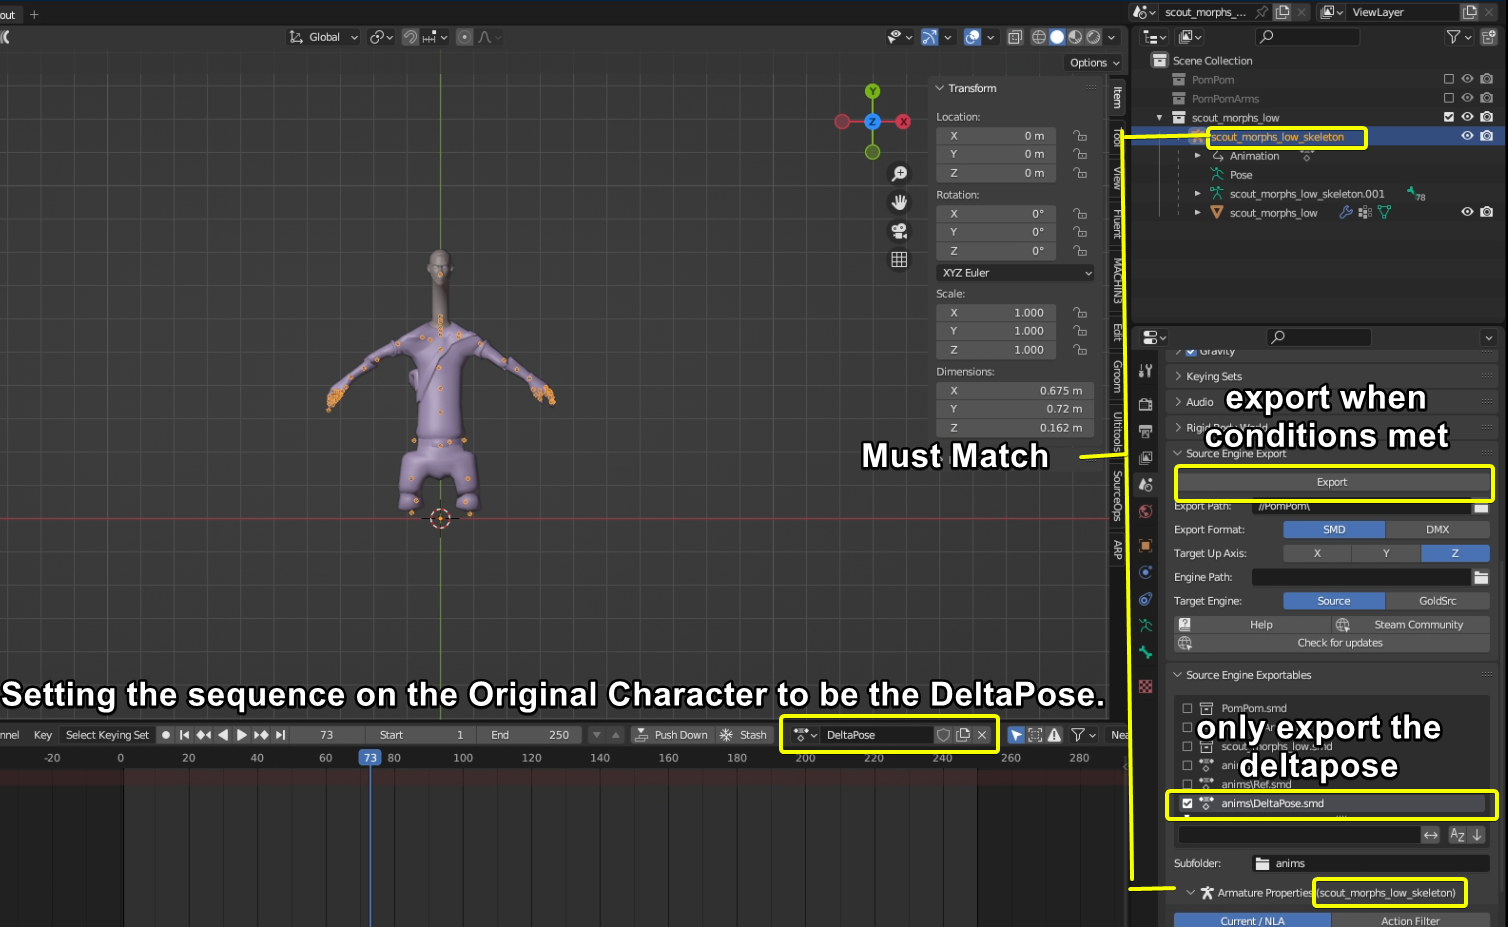 out +
scout_morphs_...
ViewLayer
Global
Options
Scene Collection
PomPom
PomPomArms
scout_morphs_low
scout_morphs_low_skeleton
Animation
Pose
scout_morphs_low_skeleton.001
78
scout_morphs_low
Y
X
Z
Transform
Location:
X 0 m
Y 0 m
Z 0 m
Rotation:
X 0°
Y 0°
Z 0°
XYZ Euler
Scale:
X 1.000
Y 1.000
Z 1.000
Dimensions:
X 0.675 m
Y 0.72 m
Z 0.162 m
Item
Tool
View
Fluent
MACHIN3
Edit
Groom
Ultitools
SourceOps
ARP
Must Match
Gravity
Keying Sets
Audio
Rigid Body World
export when
conditions met
Source Engine Export
Export
Export Path: //PomPom\
Export Format: SMD DMX
Target Up Axis: X Y Z
Engine Path:
Target Engine: Source GoldSrc
Help Steam Community
Check for updates
Source Engine Exportables
PomPom.smd
only export the
scout_morphs_low.smd
deltapose
anims\Ref.smd
anims\DeltaPose.smd
AZ
Subfolder: anims
Armature Properties (scout_morphs_low_skeleton)
Current / NLA Action Filter
Setting the sequence on the Original Character to be the DeltaPose.
nnel Key Select Keying Set 73 Start 1 End 250 Push Down Stash DeltaPose Nea
-20 0 20 40 60 73 80 100 120 140 160 180 200 220 240 260 280